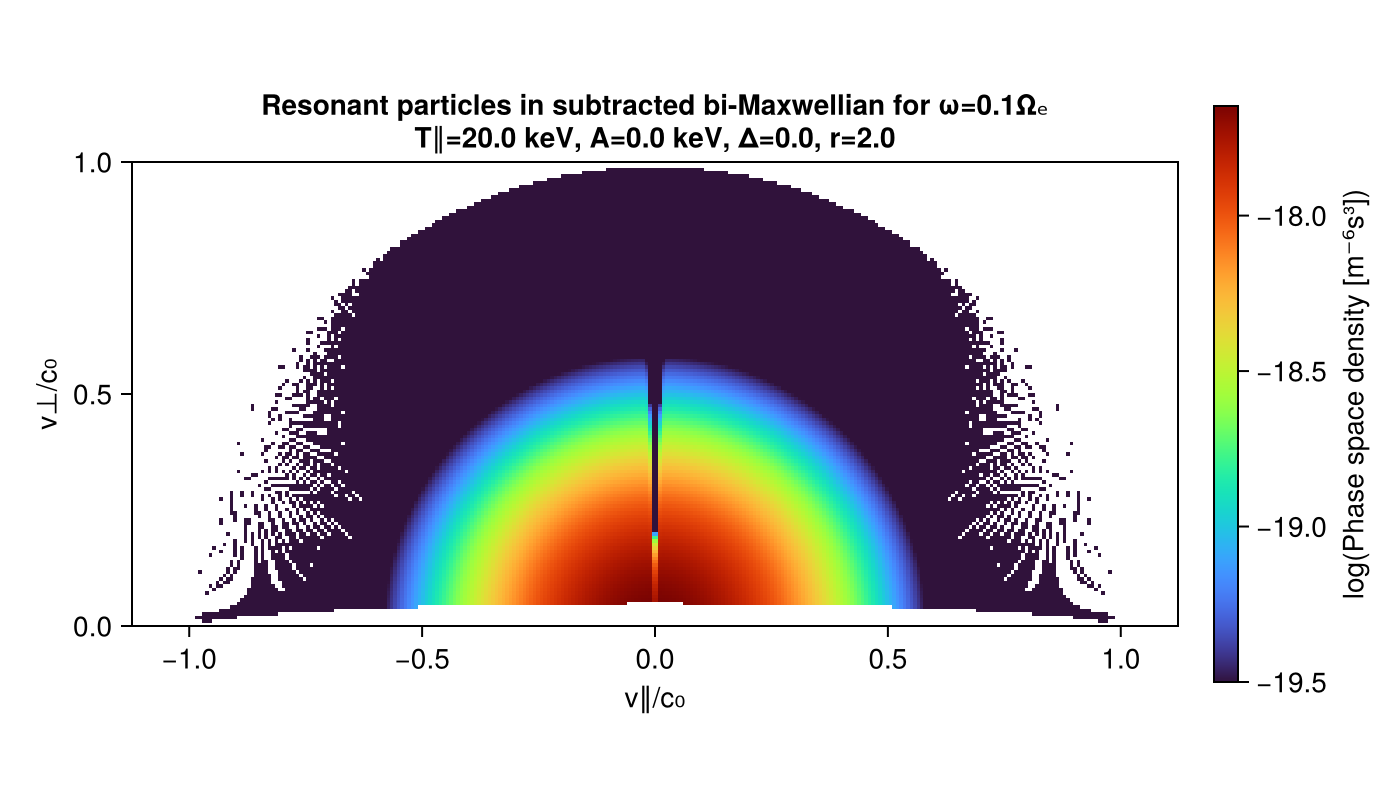 Resonant particles in subtracted bi-Maxwellian for ω=0.1Ωₑ
T∥=20.0 keV, A=0.0 keV, Δ=0.0, r=2.0
1.0
0.5
0.0
v⊥/c₀
−1.0
−0.5
0.0
0.5
1.0
v∥/c₀
−18.0
−18.5
−19.0
−19.5
log(Phase space density [m⁻⁶s³])